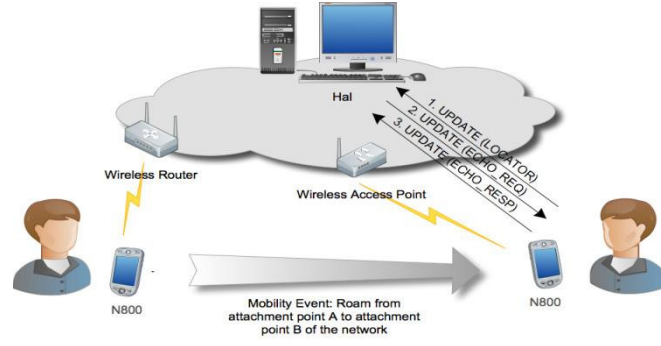 Hal
1. UPDATE (LOCATOR)
2. UPDATE (ECHO_REQ)
3. UPDATE (ECHO_RESP)
Wireless Router
Wireless Access Point
N800
N800
Mobility Event: Roam from
attachment point A to attachment
point B of the network